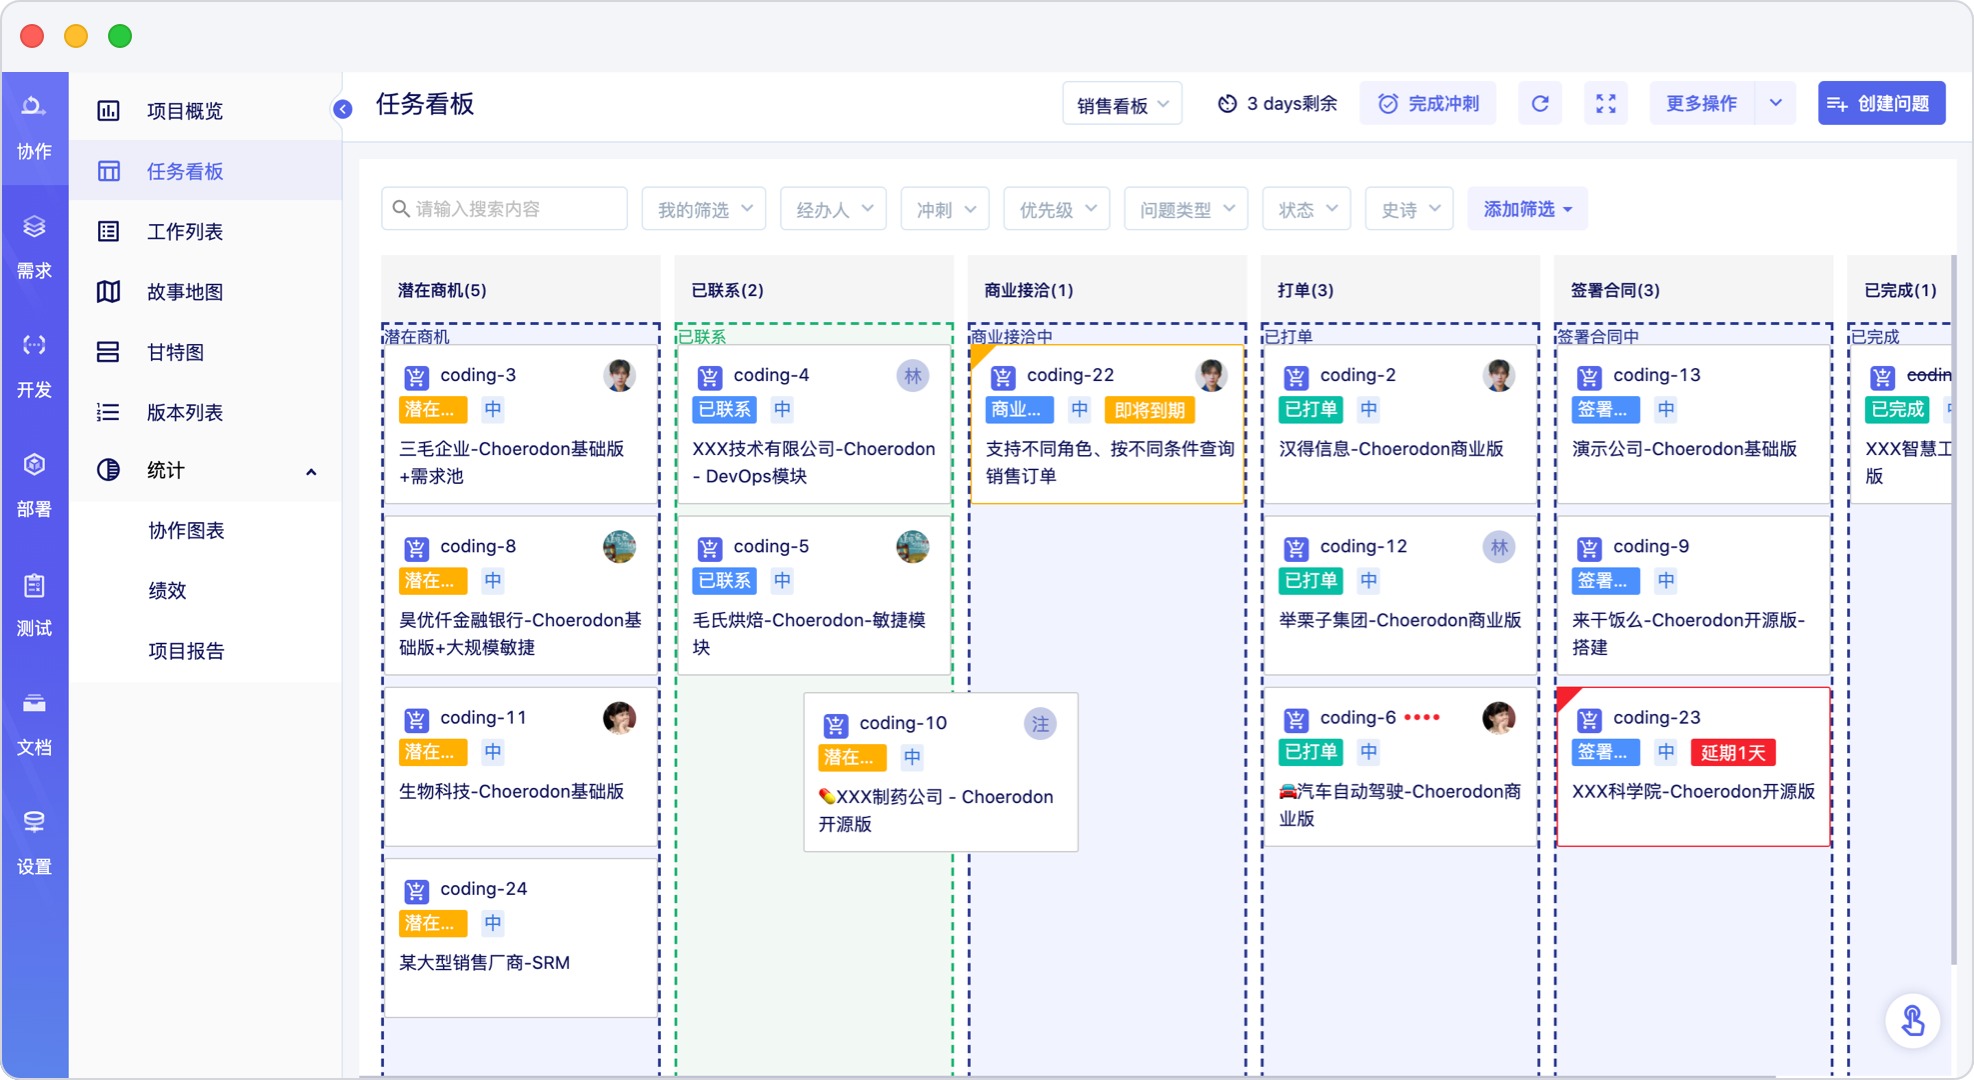 协作
需求
开发
部署
测试
文档
设置
项目概览
任务看板
工作列表
故事地图
甘特图
版本列表
统计
协作图表
绩效
项目报告
任务看板
销售看板
3 days剩余
完成冲刺
更多操作
创建问题
请输入搜索内容
我的筛选
经办人
冲刺
优先级
问题类型
状态
史诗
添加筛选
潜在商机(5)
潜在商机
coding-3
潜在... 中
三毛企业-Choerodon基础版
+需求池
coding-8
潜在... 中
昊优仟金融银行-Choerodon基
础版+大规模敏捷
coding-11
潜在... 中
生物科技-Choerodon基础版
coding-24
潜在... 中
某大型销售厂商-SRM
已联系(2)
已联系
coding-4 林
已联系 中
XXX技术有限公司-Choerodon
- DevOps模块
coding-5
已联系 中
毛氏烘焙-Choerodon-敏捷模
块
coding-10 注
潜在... 中
XXX制药公司 - Choerodon
开源版
商业接洽(1)
商业接洽中
coding-22
商业... 中 即将到期
支持不同角色、按不同条件查询
销售订单
打单(3)
已打单
coding-2
已打单 中
汉得信息-Choerodon商业版
coding-12 林
已打单 中
举栗子集团-Choerodon商业版
coding-6
已打单 中
汽车自动驾驶-Choerodon商
业版
签署合同(3)
签署合同中
coding-13
签署... 中
演示公司-Choerodon基础版
coding-9
签署... 中
来干饭么-Choerodon开源版-
搭建
coding-23
签署... 中 延期1天
XXX科学院-Choerodon开源版
已完成(1)
已完成
codin
已完成
XXX智慧工
版